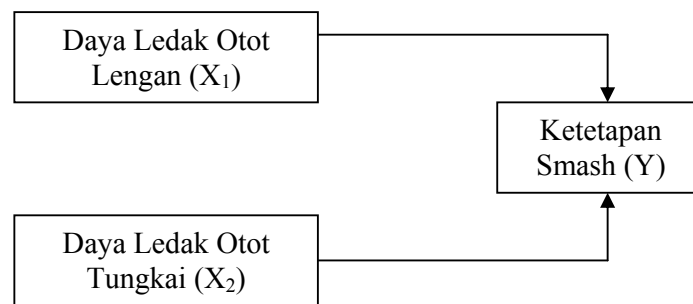 Daya Ledak Otot
Lengan (X₁)
Ketetapan
Smash (Y)
Daya Ledak Otot
Tungkai (X₂)